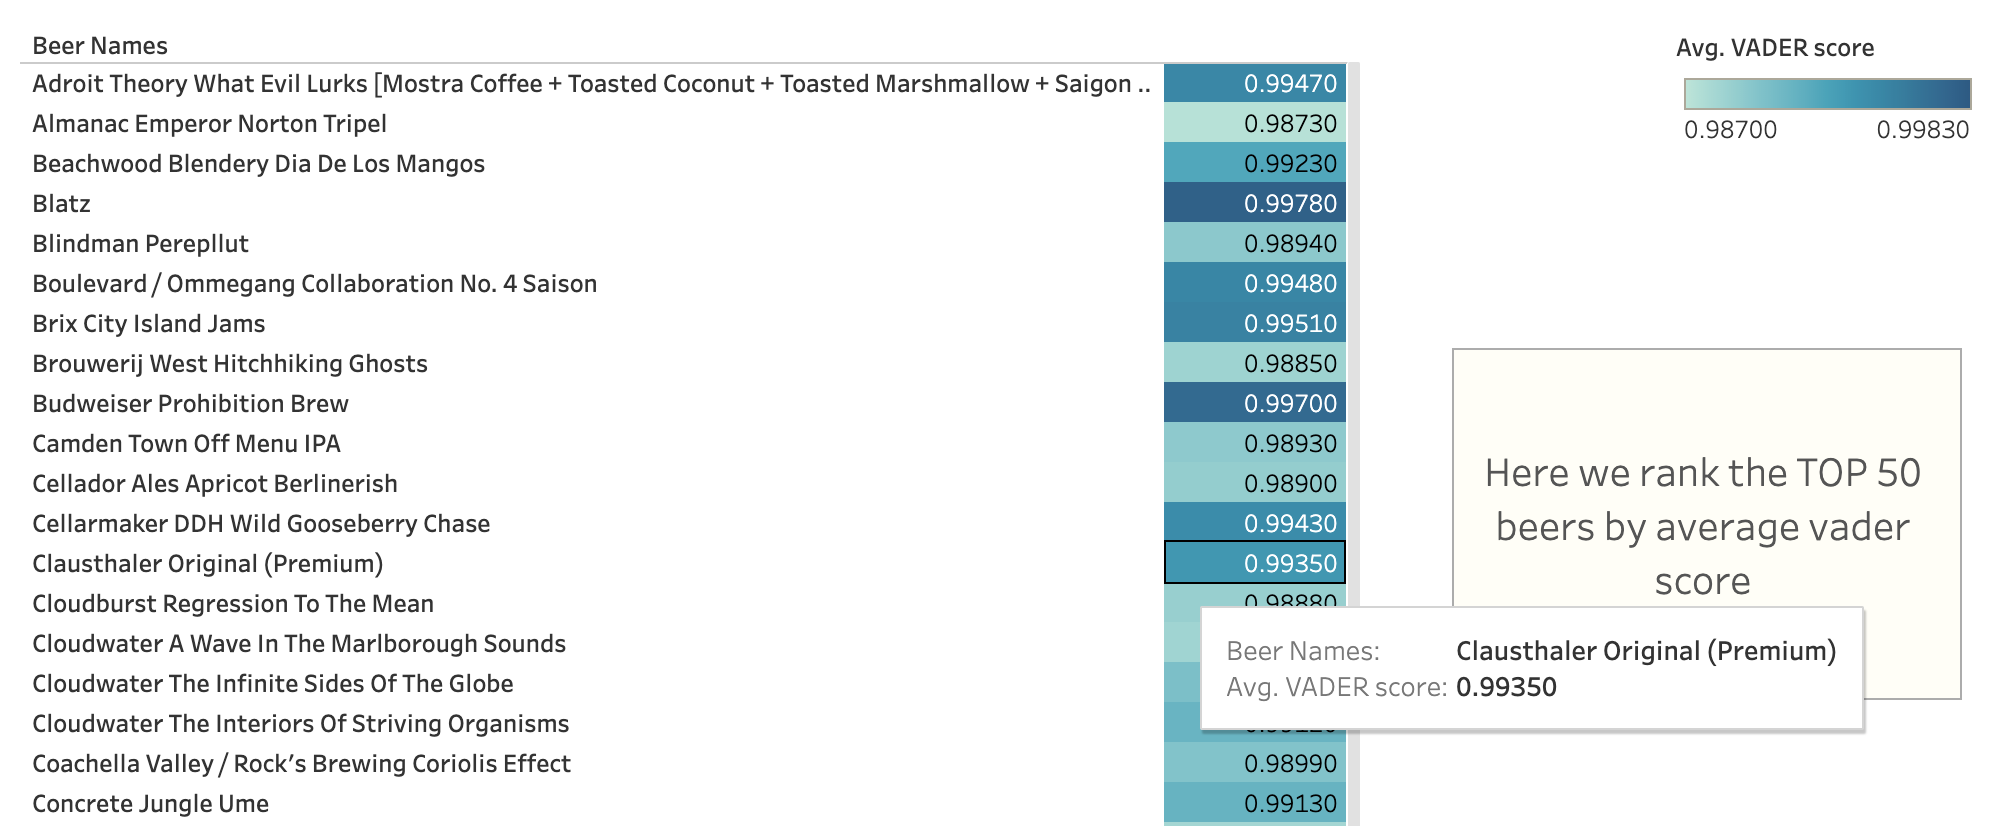 Beer Names
Adroit Theory What Evil Lurks [Mostra Coffee + Toasted Coconut + Toasted Marshmallow + Saigon .. 0.99470
Almanac Emperor Norton Tripel 0.98730
Beachwood Blendery Dia De Los Mangos 0.99230
Blatz 0.99780
Blindman Perepllut 0.98940
Boulevard / Ommegang Collaboration No. 4 Saison 0.99480
Brix City Island Jams 0.99510
Brouwerij West Hitchhiking Ghosts 0.98850
Budweiser Prohibition Brew 0.99700
Camden Town Off Menu IPA 0.98930
Cellador Ales Apricot Berlinerish 0.98900
Cellarmaker DDH Wild Gooseberry Chase 0.99430
Clausthaler Original (Premium) 0.99350
Cloudburst Regression To The Mean 0.98880
Cloudwater A Wave In The Marlborough Sounds
Cloudwater The Infinite Sides Of The Globe
Cloudwater The Interiors Of Striving Organisms
Coachella Valley / Rock's Brewing Coriolis Effect 0.98990
Concrete Jungle Ume 0.99130
Avg. VADER score
0.98700 0.99830
Here we rank the TOP 50
beers by average vader
score
Beer Names: Clausthaler Original (Premium)
Avg. VADER score: 0.99350